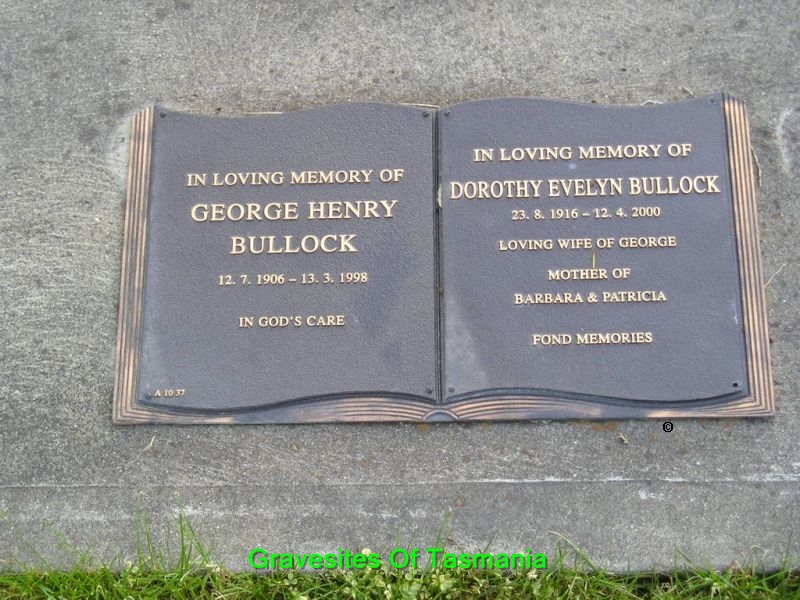 IN LOVING MEMORY OF
GEORGE HENRY
BULLOCK
12. 7. 1906 – 13. 3. 1998
IN GOD'S CARE
A 10 37
IN LOVING MEMORY OF
DOROTHY EVELYN BULLOCK
23. 8. 1916 – 12. 4. 2000
LOVING WIFE OF GEORGE
MOTHER OF
BARBARA & PATRICIA
FOND MEMORIES
©
Gravesites Of Tasmania